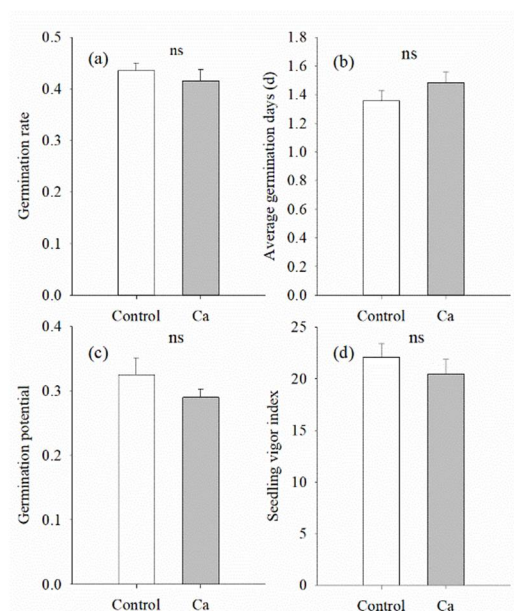 (a)
ns
Germination rate
0.5
0.4
0.3
0.2
0.1
0.0
Control Ca
(b)
ns
Average germination days (d)
1.8
1.6
1.4
1.2
1.0
0.8
0.6
0.4
0.2
0.0
Control Ca
(c)
ns
Germination potential
0.4
0.3
0.2
0.1
0.0
Control Ca
(d)
ns
Seedling vigor index
25
20
15
10
5
0
Control Ca